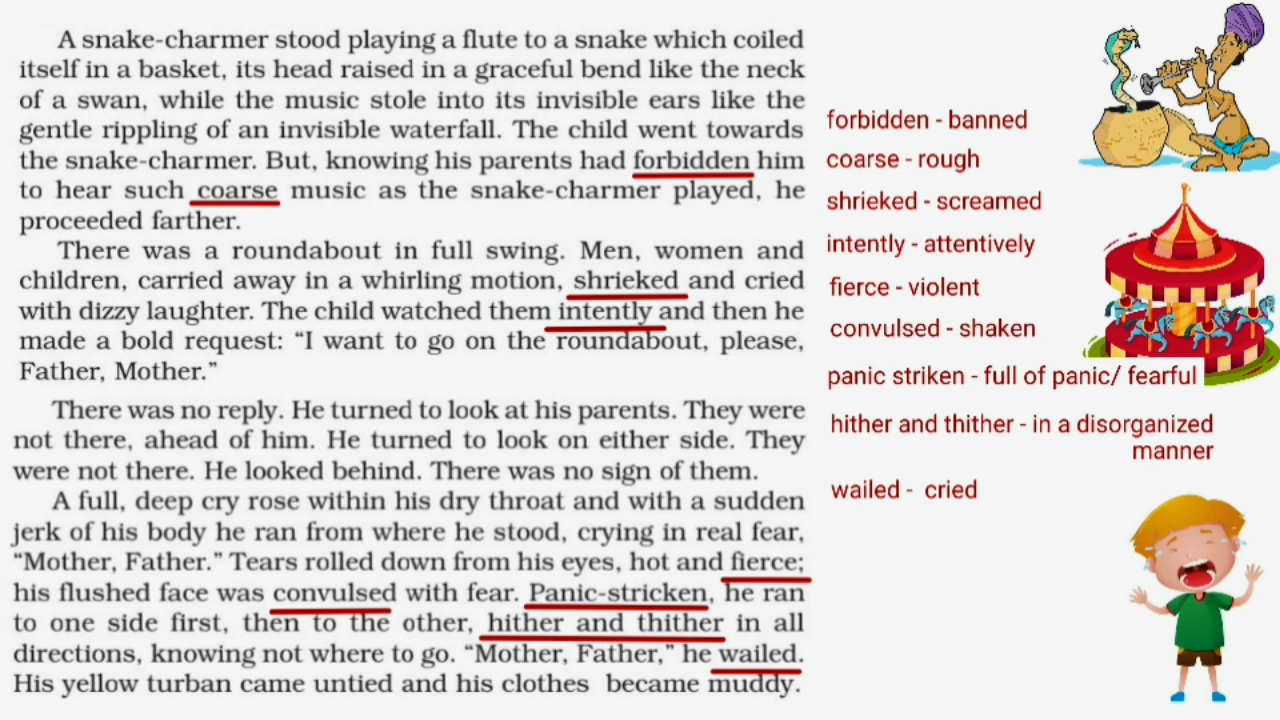 A snake-charmer stood playing a flute to a snake which coiled
itself in a basket, its head raised in a graceful bend like the neck
of a swan, while the music stole into its invisible ears like the
gentle rippling of an invisible waterfall. The child went towards
the snake-charmer. But, knowing his parents had forbidden him
to hear such coarse music as the snake-charmer played, he
proceeded farther.
There was a roundabout in full swing. Men, women and
children, carried away in a whirling motion, shrieked and cried
with dizzy laughter. The child watched them intently and then he
made a bold request: “I want to go on the roundabout, please,
Father, Mother.”
There was no reply. He turned to look at his parents. They were
not there, ahead of him. He turned to look on either side. They
were not there. He looked behind. There was no sign of them.
A full, deep cry rose within his dry throat and with a sudden
jerk of his body he ran from where he stood, crying in real fear,
“Mother, Father.” Tears rolled down from his eyes, hot and fierce;
his flushed face was convulsed with fear. Panic-stricken, he ran
to one side first, then to the other, hither and thither in all
directions, knowing not where to go. “Mother, Father,” he wailed.
His yellow turban came untied and his clothes became muddy.
forbidden - banned
coarse - rough
shrieked - screamed
intently - attentively
fierce - violent
convulsed - shaken
panic striken - full of panic/ fearful
hither and thither - in a disorganized
manner
wailed - cried